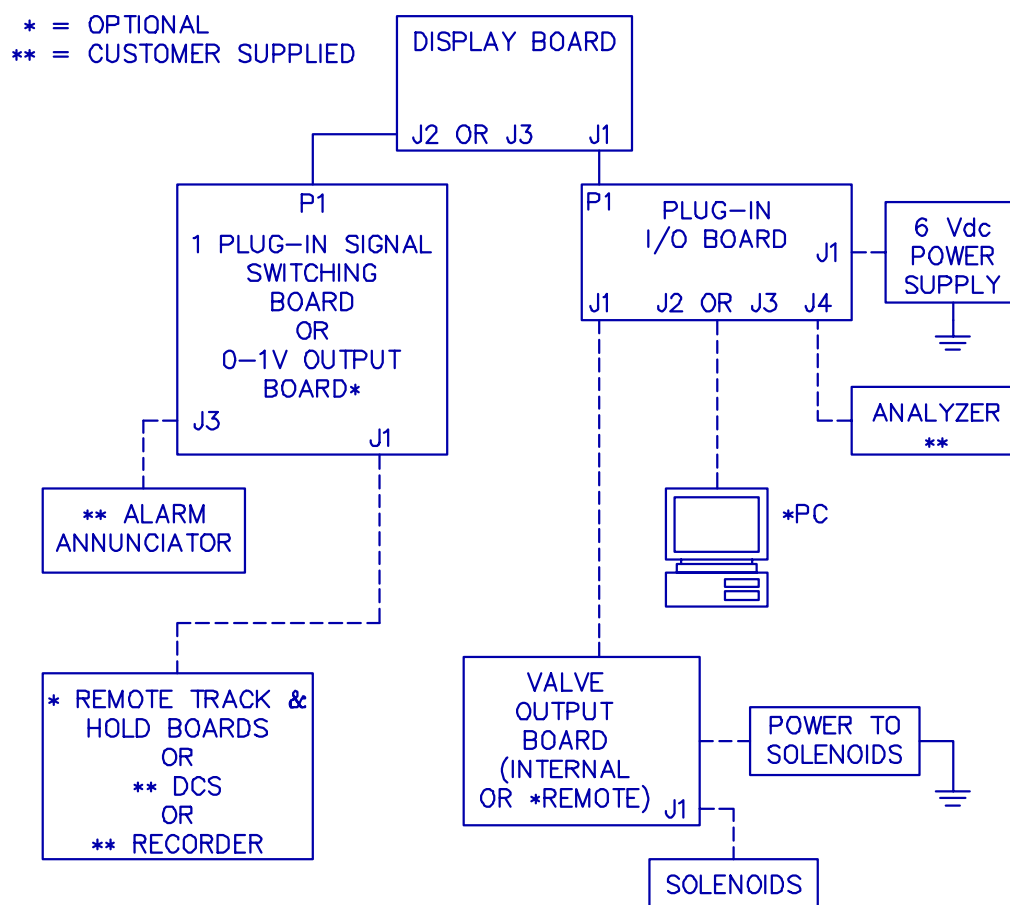 * = OPTIONAL
** = CUSTOMER SUPPLIED
DISPLAY BOARD
J2 OR J3
J1
P1
1 PLUG-IN SIGNAL
SWITCHING
BOARD
OR
0-1V OUTPUT
BOARD*
J3
J1
P1
PLUG-IN
I/O BOARD
J1
J1
J2 OR J3
J4
6 Vdc
POWER
SUPPLY
ANALYZER
**
** ALARM
ANNUNCIATOR
*PC
* REMOTE TRACK &
HOLD BOARDS
OR
** DCS
OR
** RECORDER
VALVE
OUTPUT
BOARD
(INTERNAL
OR *REMOTE)
J1
POWER TO
SOLENOIDS
SOLENOIDS